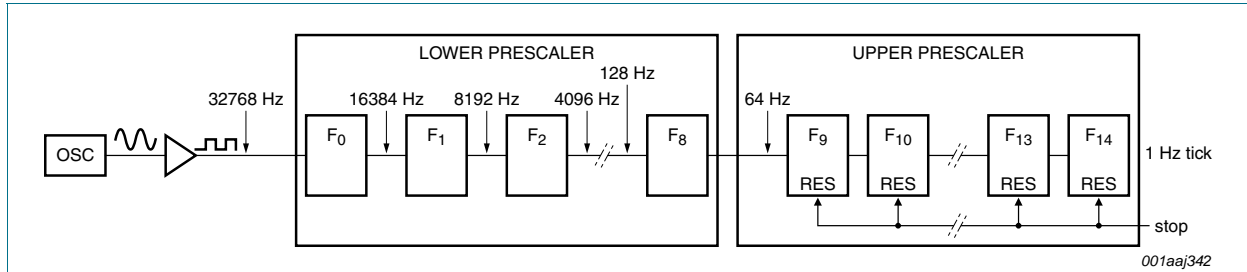 LOWER PRESCALER
UPPER PRESCALER
128 Hz
32768 Hz
16384 Hz
8192 Hz
4096 Hz
64 Hz
OSC
F0
F1
F2
F8
F9
F10
F13
F14
1 Hz tick
RES
RES
RES
RES
stop
001aaj342